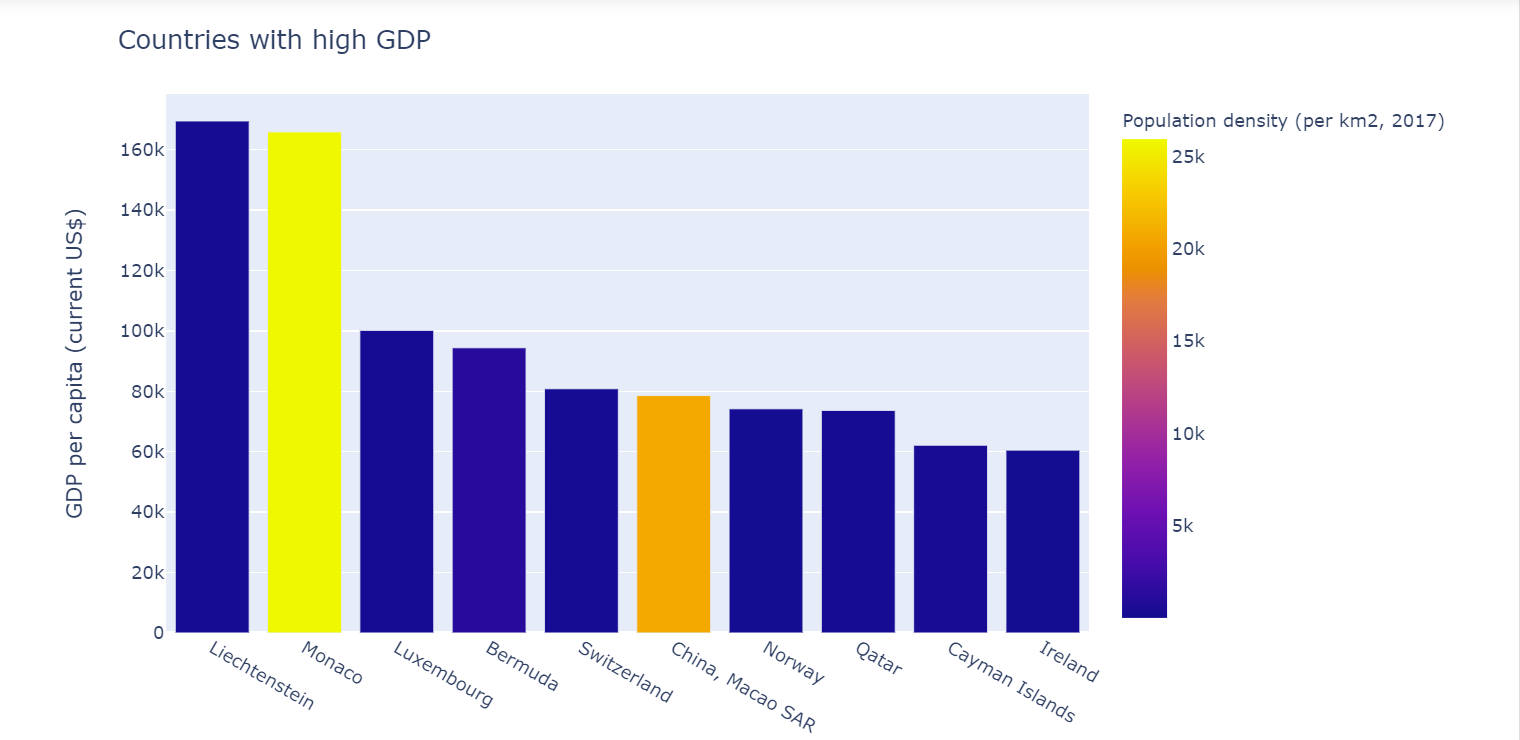 Countries with high GDP
GDP per capita (current US$)
160k
140k
120k
100k
80k
60k
40k
20k
0
Liechtenstein
Monaco
Luxembourg
Bermuda
Switzerland
China, Macao SAR
Norway
Qatar
Cayman Islands
Ireland
Population density (per km2, 2017)
25k
20k
15k
10k
5k